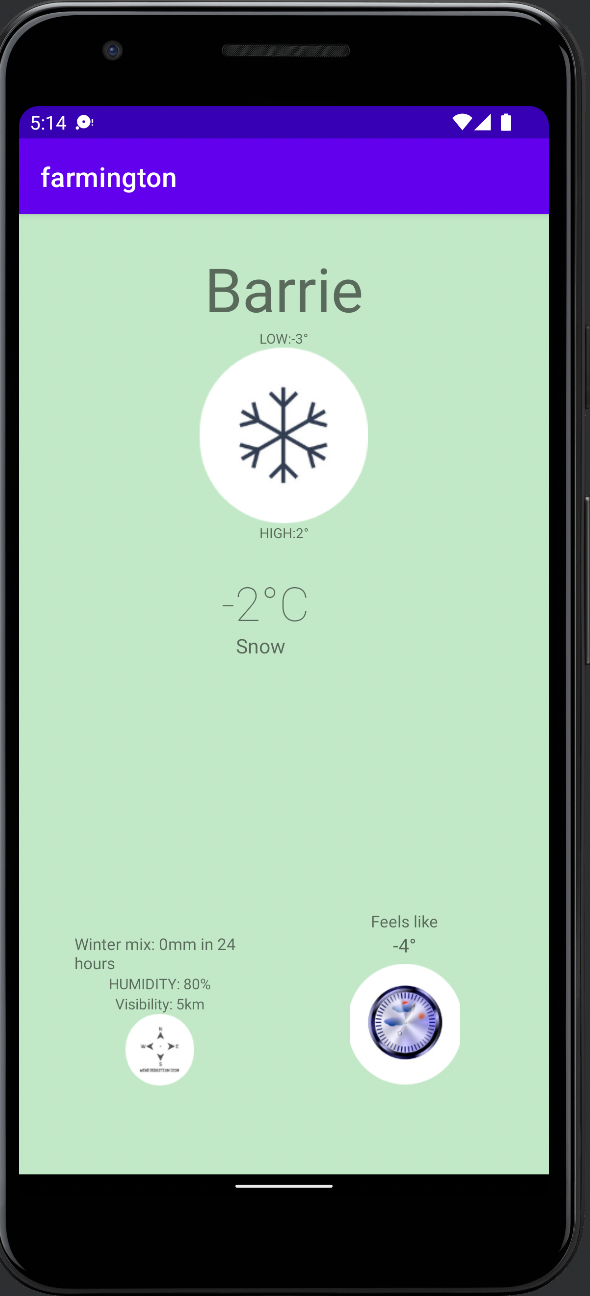 5:14
farmington
Barrie
LOW:-3°
HIGH:2°
-2°C
Snow
Feels like
-4°
Winter mix: 0mm in 24
hours
HUMIDITY: 80%
Visibility: 5km
N
W E
S